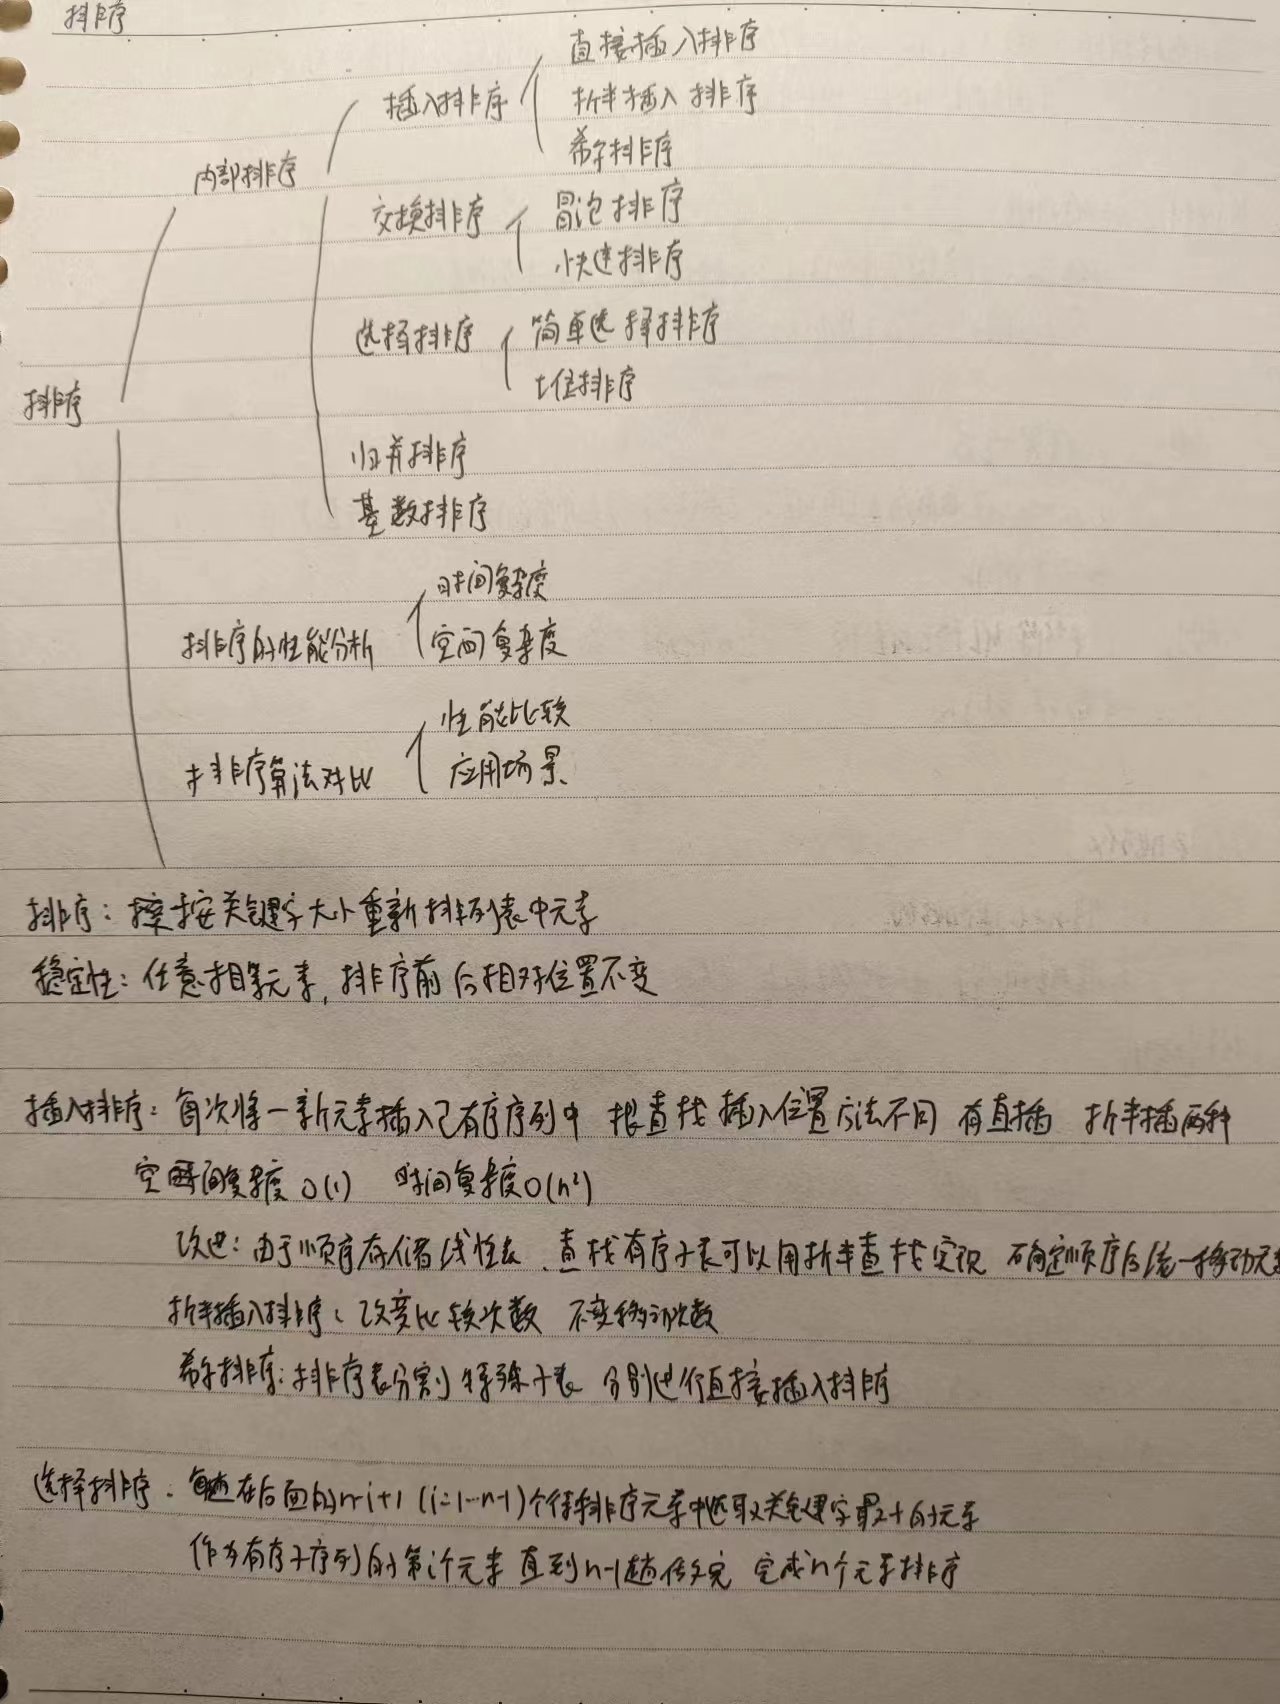 排序
直接插入排序
插入排序
折半插入排序
希尔排序
内部排序
交换排序
冒泡排序
快速排序
选择排序
简单选择排序
排序
归并排序
基数排序
时间复杂度
排序的性能分析
空间复杂度
性能比较
排序算法对比
应用场景
排序：按关键字大小重新排列表中元素
稳定性：任意相等元素，排序前后相对位置不变
插入排序：每次将一新元素插入已有序序列中 根查找插入位置方法不同 有直插 折半插两种
空间复杂度O(1) 时间复杂度O(n²)
改进：由于顺序存储线性表、查找有序子表可以用折半查找实现 确定顺序后统一移动元
折半插入排序：改变比较次数 不变移动次数
希尔排序：排序表分割 特殊子表 分别进行直接插入排序
选择排序：每趟在后面的n-i+1 (i=1…n-1)个待排序元素中选取关键字最小的元素
作为有序子序列的第i个元素 直到n-1趟做完 完成n个元素排序